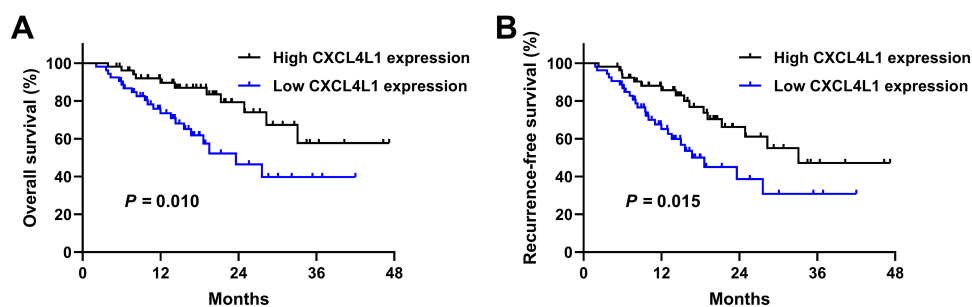 A
Overall survival (%)
100
80
60
40
20
0
0 12 24 36 48
Months
High CXCL4L1 expression
Low CXCL4L1 expression
P = 0.010
B
Recurrence-free survival (%)
100
80
60
40
20
0
0 12 24 36 48
Months
High CXCL4L1 expression
Low CXCL4L1 expression
P = 0.015